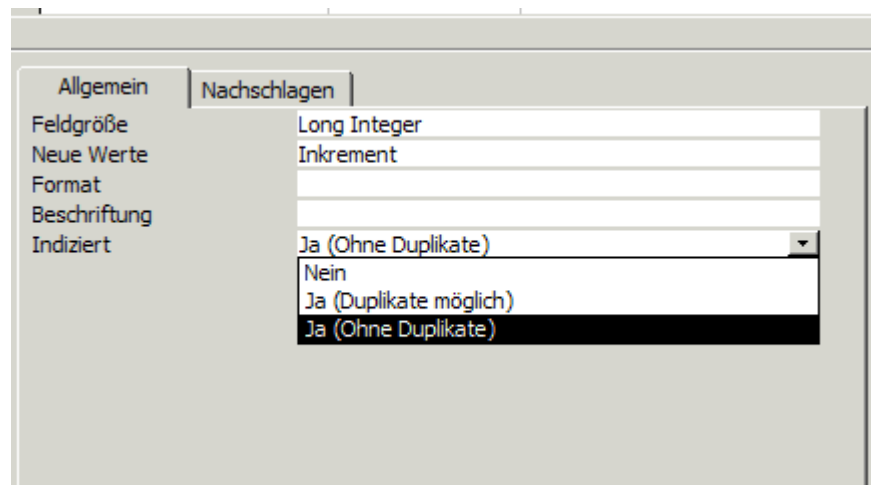 Allgemein Nachschlagen
Feldgröße Long Integer
Neue Werte Inkrement
Format
Beschriftung
Indiziert Ja (Ohne Duplikate)
Nein
Ja (Duplikate möglich)
Ja (Ohne Duplikate)